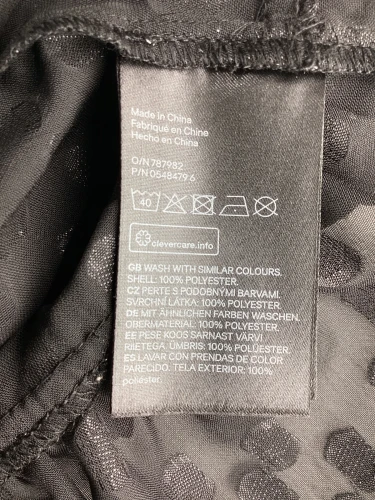 Made in China
Fabriqué en Chine
Hecho en China
O/N 787982
P/N 0548479 6
40
clevercare.info
GB WASH WITH SIMILAR COLOURS.
SHELL: 100% POLYESTER.
CZ PERTE S PODOBNÝMI BARVAMI.
SVRCHNÍ LÁTKA: 100% POLYESTER.
DE MIT ÄHNLICHEN FARBEN WASCHEN.
OBERMATERIAL: 100% POLYESTER.
EE PESE KOOS SARNAST VÄRVI
RIIETEGA. ÜMBRIS: 100% POLÜESTER.
ES LAVAR CON PRENDAS DE COLOR
PARECIDO. TELA EXTERIOR: 100%
poliéster.